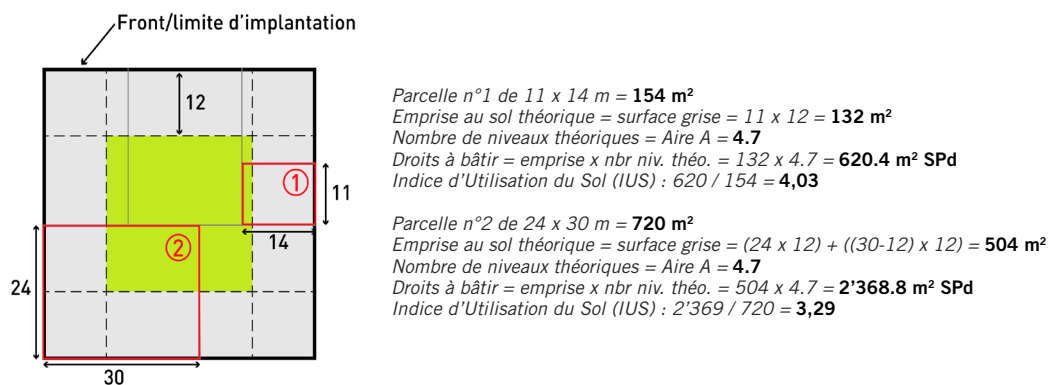 Front/limite d'implantation
12
1
11
14
2
24
30
Parcelle n°1 de 11 x 14 m = 154 m²
Emprise au sol théorique = surface grise = 11 x 12 = 132 m²
Nombre de niveaux théoriques = Aire A = 4.7
Droits à bâtir = emprise x nbr niv. théo. = 132 x 4.7 = 620.4 m² SPd
Indice d'Utilisation du Sol (IUS) : 620 / 154 = 4,03
Parcelle n°2 de 24 x 30 m = 720 m²
Emprise au sol théorique = surface grise = (24 x 12) + ((30-12) x 12) = 504 m²
Nombre de niveaux théoriques = Aire A = 4.7
Droits à bâtir = emprise x nbr niv. théo. = 504 x 4.7 = 2'368.8 m² SPd
Indice d'Utilisation du Sol (IUS) : 2'369 / 720 = 3,29